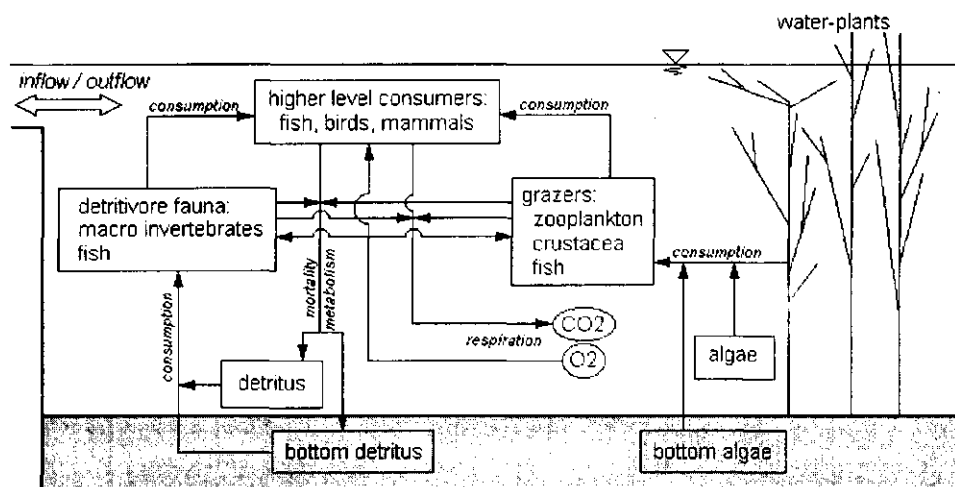 water-plants
inflow / outflow
consumption
higher level consumers:
fish, birds, mammals
consumption
detritivore fauna:
macro invertebrates
fish
grazers:
zooplankton
crustacea
fish
consumption
mortality
metabolism
consumption
CO2
respiration
O2
algae
detritus
bottom detritus
bottom algae